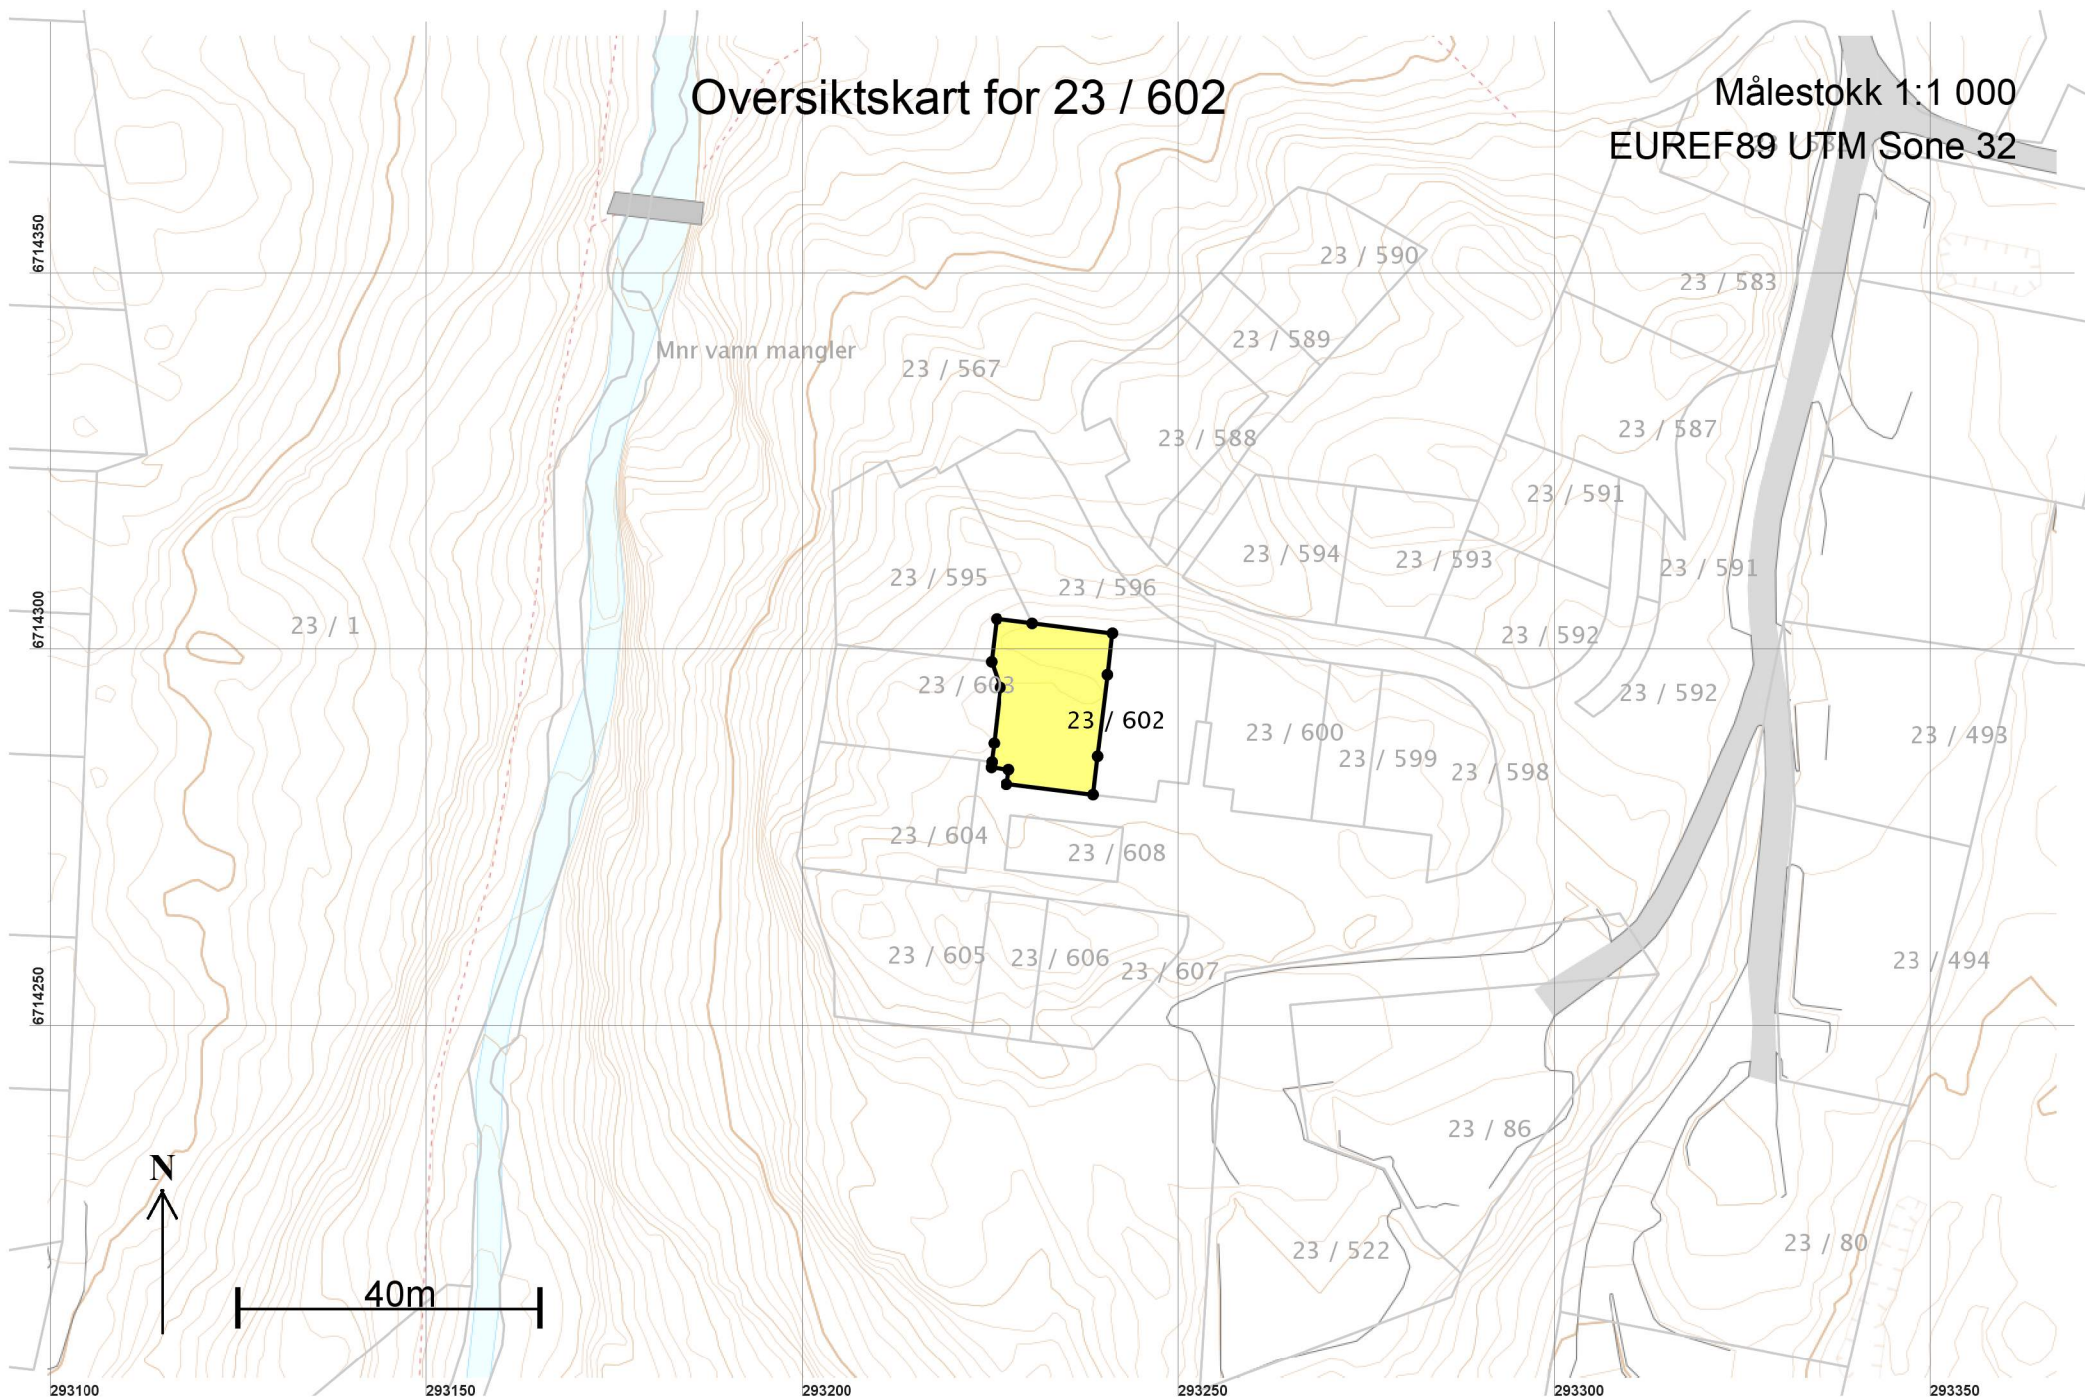 Oversiktskart for 23 / 602
Målestokk 1:1 000
EUREF89 UTM Sone 32
6714350
23 / 590
23 / 583
23 / 589
Mnr vann mangler
23 / 567
23 / 587
23 / 588
23 / 591
23 / 594
23 / 593
23 / 591
23 / 595
23 / 596
6714300
23 / 1
23 / 592
23 / 603
23 / 592
23 / 602
23 / 600
23 / 493
23 / 599
23 / 598
23 / 604
23 / 608
23 / 605
23 / 606
23 / 607
23 / 494
6714250
23 / 86
N
23 / 522
23 / 80
40m
293100
293150
293200
293250
293300
293350